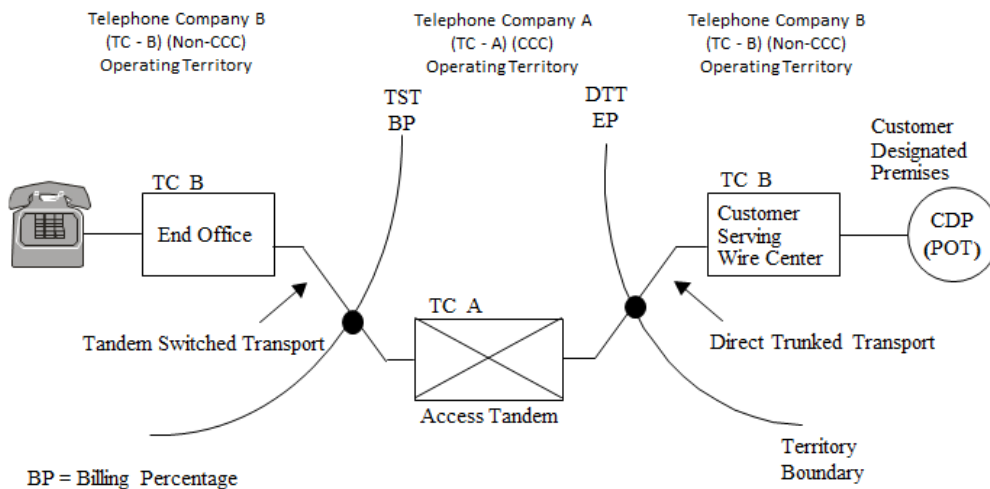 Telephone Company B
(TC - B) (Non-CCC)
Operating Territory
Telephone Company A
(TC - A) (CCC)
Operating Territory
Telephone Company B
(TC - B) (Non-CCC)
Operating Territory
TST
BP
DTT
EP
Customer
Designated
Premises
TC B
End Office
TC B
Customer
Serving
Wire Center
CDP
(POT)
TC A
Tandem Switched Transport
Direct Trunked Transport
Access Tandem
Territory
Boundary
BP = Billing Percentage